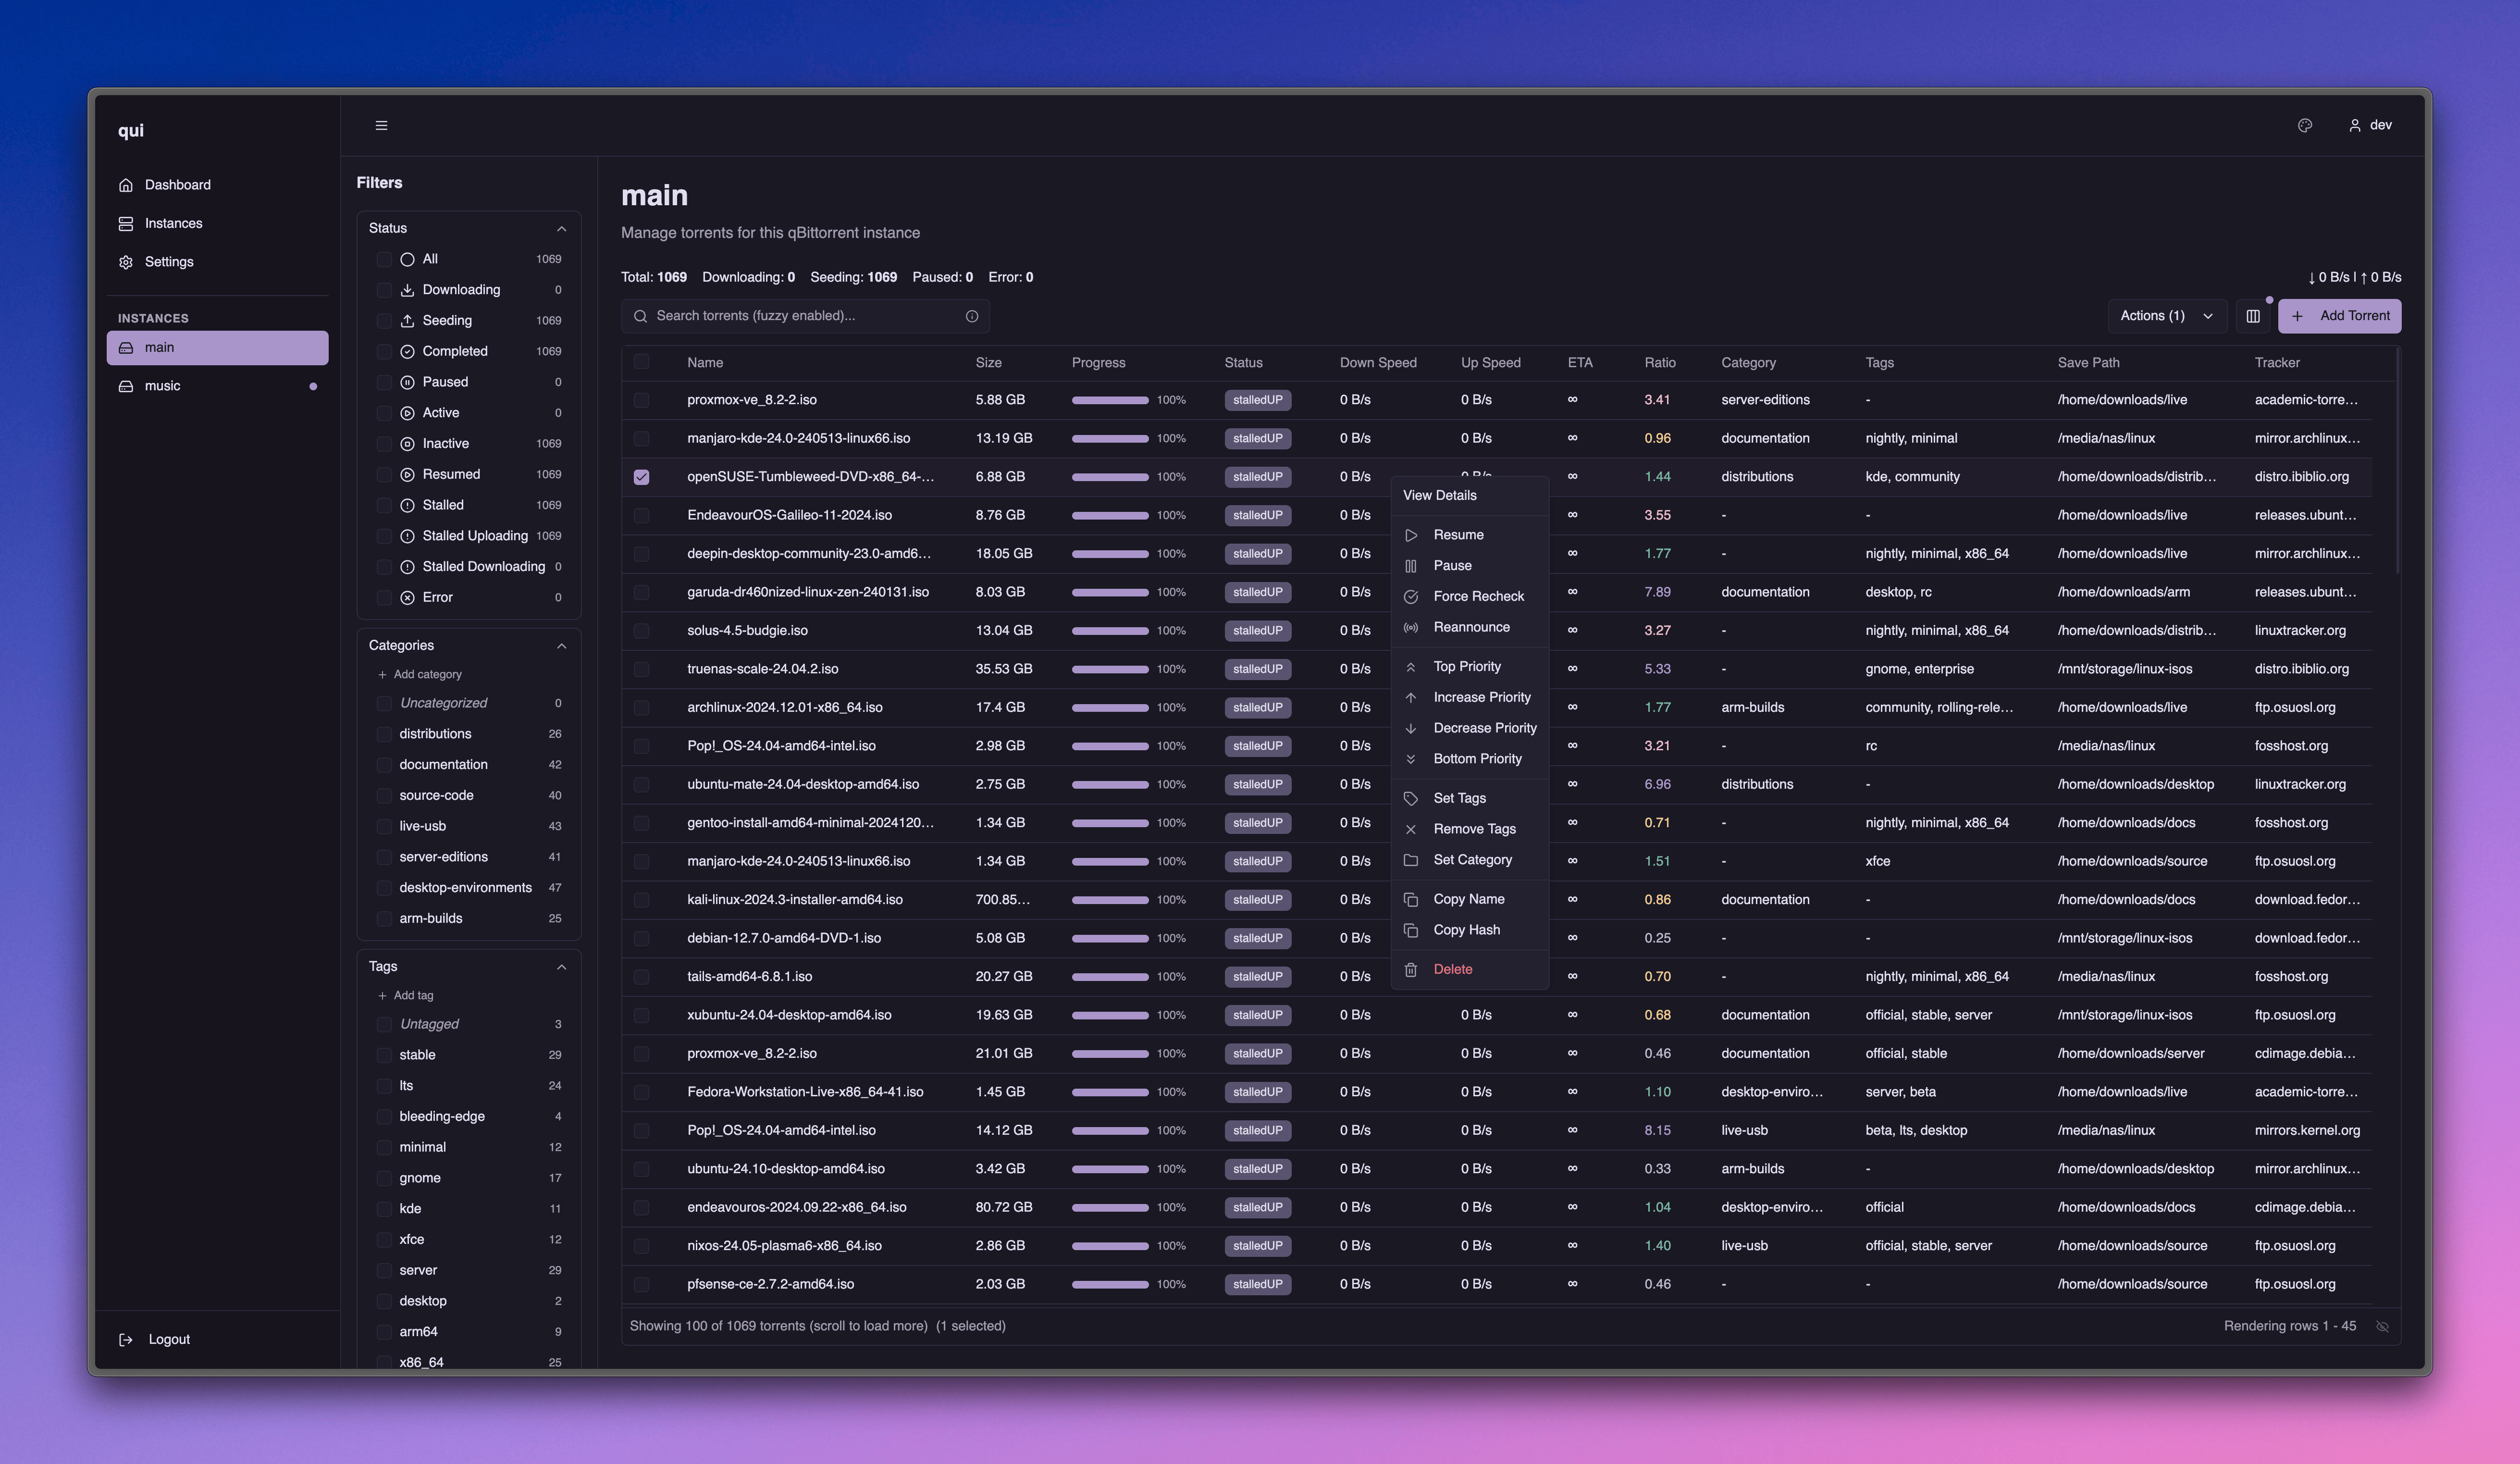 qui
Dashboard
Instances
Settings
INSTANCES
main
music
Logout
dev
Filters
Status
All 1069
Downloading 0
Seeding 1069
Completed 1069
Paused 0
Active 0
Inactive 1069
Resumed 1069
Stalled 1069
Stalled Uploading 1069
Stalled Downloading 0
Error 0
Categories
+ Add category
Uncategorized 0
distributions 26
documentation 42
source-code 40
live-usb 43
server-editions 41
desktop-environments 47
arm-builds 25
Tags
+ Add tag
Untagged 3
stable 29
lts 24
bleeding-edge 4
minimal 12
gnome 17
kde 11
xfce 12
server 29
desktop 2
arm64 9
x86_64 25
main
Manage torrents for this qBittorrent instance
Total: 1069 Downloading: 0 Seeding: 1069 Paused: 0 Error: 0
↓ 0 B/s | ↑ 0 B/s
Search torrents (fuzzy enabled)...
Actions (1)
+ Add Torrent
Name Size Progress Status Down Speed Up Speed ETA Ratio Category Tags Save Path Tracker
proxmox-ve_8.2-2.iso 5.88 GB 100% stalledUP 0 B/s 0 B/s ∞ 3.41 server-editions - /home/downloads/live academic-torre...
manjaro-kde-24.0-240513-linux66.iso 13.19 GB 100% stalledUP 0 B/s 0 B/s ∞ 0.96 documentation nightly, minimal /media/nas/linux mirror.archlinux...
openSUSE-Tumbleweed-DVD-x86_64-... 6.88 GB 100% stalledUP 0 B/s 0 B/s ∞ 1.44 distributions kde, community /home/downloads/distrib... distro.ibiblio.org
EndeavourOS-Galileo-11-2024.iso 8.76 GB 100% stalledUP 0 B/s ∞ 3.55 - - /home/downloads/live releases.ubunt...
deepin-desktop-community-23.0-amd6... 18.05 GB 100% stalledUP 0 B/s ∞ 1.77 - nightly, minimal, x86_64 /home/downloads/live mirror.archlinux...
garuda-dr460nized-linux-zen-240131.iso 8.03 GB 100% stalledUP 0 B/s ∞ 7.89 documentation desktop, rc /home/downloads/arm releases.ubunt...
solus-4.5-budgie.iso 13.04 GB 100% stalledUP 0 B/s ∞ 3.27 - nightly, minimal, x86_64 /home/downloads/distrib... linuxtracker.org
truenas-scale-24.04.2.iso 35.53 GB 100% stalledUP 0 B/s ∞ 5.33 - gnome, enterprise /mnt/storage/linux-isos distro.ibiblio.org
archlinux-2024.12.01-x86_64.iso 17.4 GB 100% stalledUP 0 B/s ∞ 1.77 arm-builds community, rolling-rele... /home/downloads/live ftp.osuosl.org
Pop!_OS-24.04-amd64-intel.iso 2.98 GB 100% stalledUP 0 B/s ∞ 3.21 - rc /media/nas/linux fosshost.org
ubuntu-mate-24.04-desktop-amd64.iso 2.75 GB 100% stalledUP 0 B/s ∞ 6.96 distributions - /home/downloads/desktop linuxtracker.org
gentoo-install-amd64-minimal-2024120... 1.34 GB 100% stalledUP 0 B/s ∞ 0.71 - nightly, minimal, x86_64 /home/downloads/docs fosshost.org
manjaro-kde-24.0-240513-linux66.iso 1.34 GB 100% stalledUP 0 B/s ∞ 1.51 - xfce /home/downloads/source ftp.osuosl.org
kali-linux-2024.3-installer-amd64.iso 700.85... 100% stalledUP 0 B/s ∞ 0.86 documentation - /home/downloads/docs download.fedor...
debian-12.7.0-amd64-DVD-1.iso 5.08 GB 100% stalledUP 0 B/s ∞ 0.25 - - /mnt/storage/linux-isos download.fedor...
tails-amd64-6.8.1.iso 20.27 GB 100% stalledUP 0 B/s ∞ 0.70 - nightly, minimal, x86_64 /media/nas/linux fosshost.org
xubuntu-24.04-desktop-amd64.iso 19.63 GB 100% stalledUP 0 B/s 0 B/s ∞ 0.68 documentation official, stable, server /mnt/storage/linux-isos ftp.osuosl.org
proxmox-ve_8.2-2.iso 21.01 GB 100% stalledUP 0 B/s 0 B/s ∞ 0.46 documentation official, stable /home/downloads/server cdimage.debia...
Fedora-Workstation-Live-x86_64-41.iso 1.45 GB 100% stalledUP 0 B/s 0 B/s ∞ 1.10 desktop-enviro... server, beta /home/downloads/live academic-torre...
Pop!_OS-24.04-amd64-intel.iso 14.12 GB 100% stalledUP 0 B/s 0 B/s ∞ 8.15 live-usb beta, lts, desktop /media/nas/linux mirrors.kernel.org
ubuntu-24.10-desktop-amd64.iso 3.42 GB 100% stalledUP 0 B/s 0 B/s ∞ 0.33 arm-builds - /home/downloads/desktop mirror.archlinux...
endeavouros-2024.09.22-x86_64.iso 80.72 GB 100% stalledUP 0 B/s 0 B/s ∞ 1.04 desktop-enviro... official /home/downloads/docs cdimage.debia...
nixos-24.05-plasma6-x86_64.iso 2.86 GB 100% stalledUP 0 B/s 0 B/s ∞ 1.40 live-usb official, stable, server /home/downloads/source ftp.osuosl.org
pfsense-ce-2.7.2-amd64.iso 2.03 GB 100% stalledUP 0 B/s 0 B/s ∞ 0.46 - - /home/downloads/source ftp.osuosl.org
View Details
Resume
Pause
Force Recheck
Reannounce
Top Priority
Increase Priority
Decrease Priority
Bottom Priority
Set Tags
Remove Tags
Set Category
Copy Name
Copy Hash
Delete
Showing 100 of 1069 torrents (scroll to load more) (1 selected)
Rendering rows 1 - 45